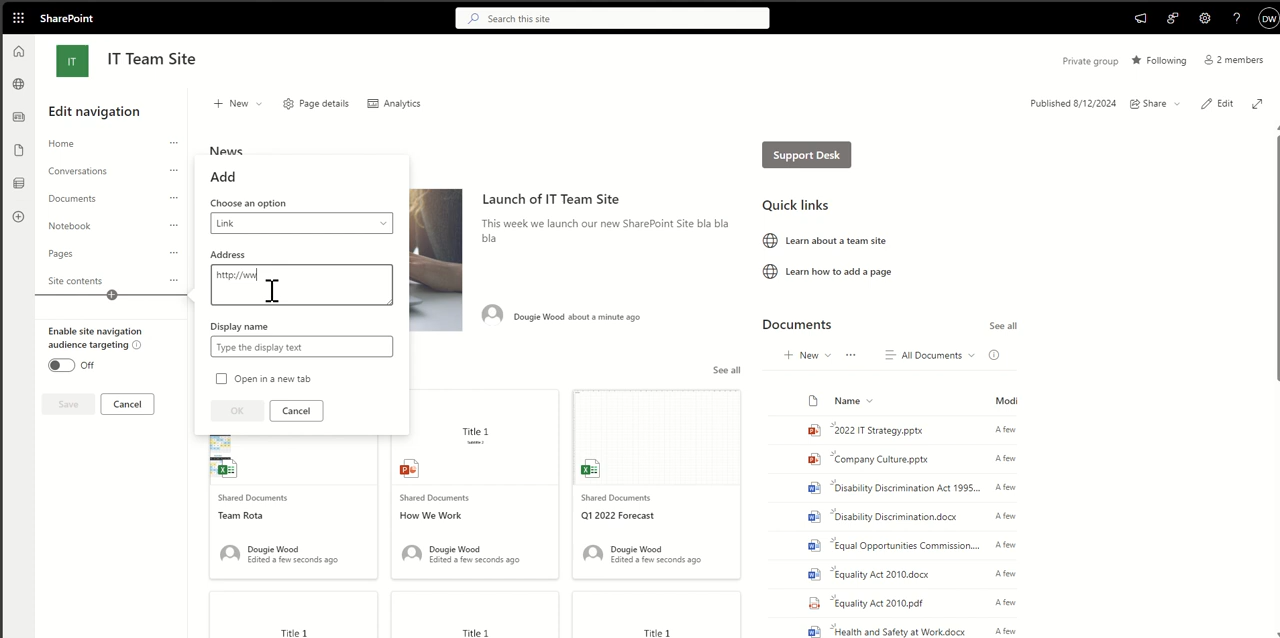 SharePoint
Search this site
DW
IT
IT Team Site
Private group
Following
2 members
Edit navigation
Home
Conversations
Documents
Notebook
Pages
Site contents
Enable site navigation
audience targeting
Off
Save
Cancel
New
Page details
Analytics
Published 8/12/2024
Share
Edit
News
Add
Choose an option
Link
Address
http://ww
Display name
Type the display text
Open in a new tab
OK
Cancel
Launch of IT Team Site
This week we launch our new SharePoint Site bla bla
bla
Dougie Wood about a minute ago
See all
Shared Documents
Team Rota
Dougie Wood
Edited a few seconds ago
Title 1
Subtitle 1
Shared Documents
How We Work
Dougie Wood
Edited a few seconds ago
Shared Documents
Q1 2022 Forecast
Dougie Wood
Edited a few seconds ago
Title 1
Title 1
Title 1
Support Desk
Quick links
Learn about a team site
Learn how to add a page
Documents
See all
New
All Documents
Name
Modi
2022 IT Strategy.pptx
A few
Company Culture.pptx
A few
Disability Discrimination Act 1995...
A few
Disability Discrimination.docx
A few
Equal Opportunities Commission....
A few
Equality Act 2010.docx
A few
Equality Act 2010.pdf
A few
Health and Safety at Work.docx
A few